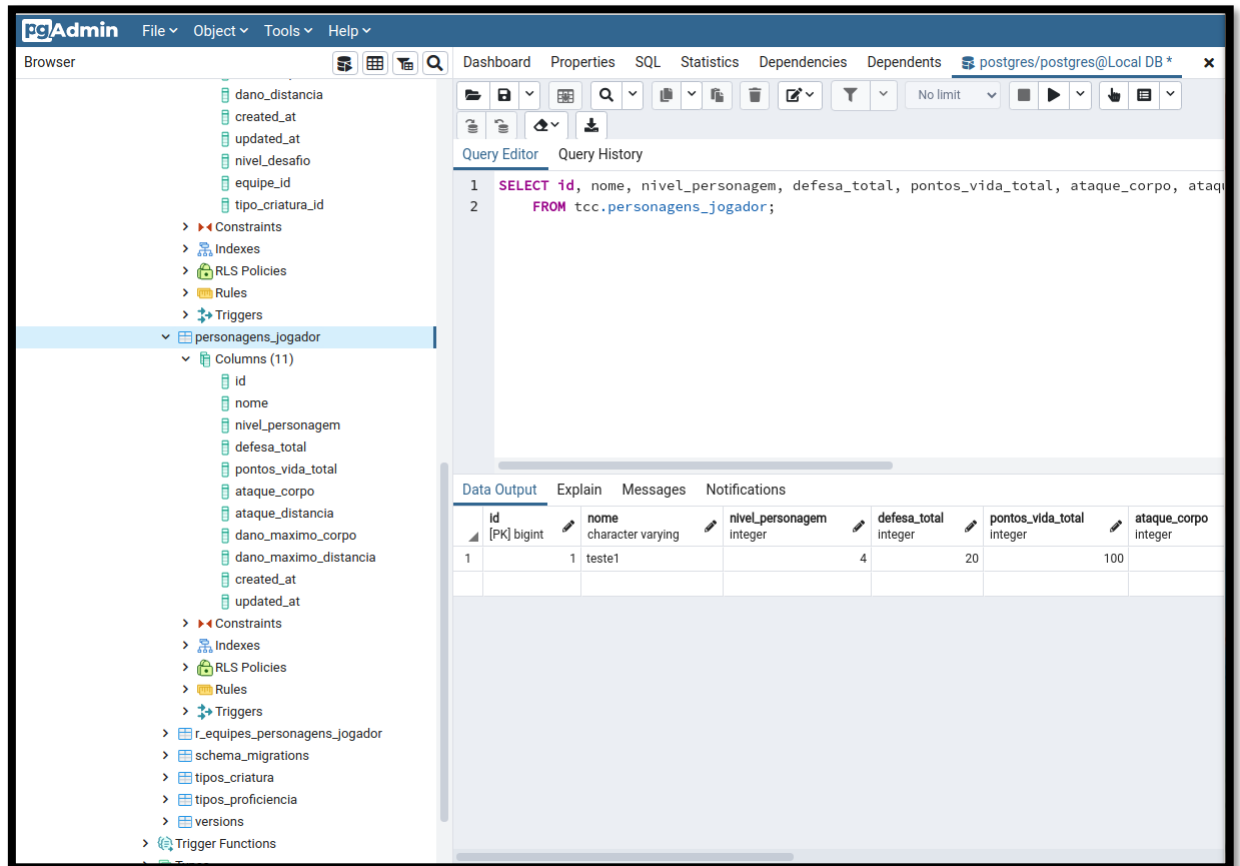 pgAdmin File Object Tools Help
Browser
Dashboard Properties SQL Statistics Dependencies Dependents postgres/postgres@Local DB *
dano_distancia
created_at
updated_at
nivel_desafio
equipe_id
tipo_criatura_id
Constraints
Indexes
RLS Policies
Rules
Triggers
personagens_jogador
Columns (11)
id
nome
nivel_personagem
defesa_total
pontos_vida_total
ataque_corpo
ataque_distancia
dano_maximo_corpo
dano_maximo_distancia
created_at
updated_at
Constraints
Indexes
RLS Policies
Rules
Triggers
r_equipes_personagens_jogador
schema_migrations
tipos_criatura
tipos_proficiencia
versions
Trigger Functions
No limit
Query Editor Query History
1 SELECT id, nome, nivel_personagem, defesa_total, pontos_vida_total, ataque_corpo, ataqu
2 FROM tcc.personagens_jogador;
Data Output Explain Messages Notifications
id nome nivel_personagem defesa_total pontos_vida_total ataque_corpo
[PK] bigint character varying integer integer integer integer
1 1 teste1 4 20 100